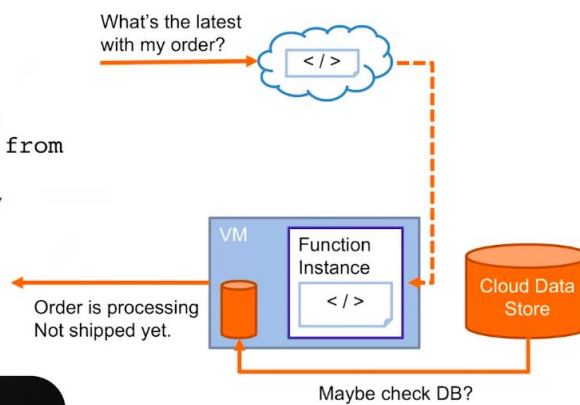 What's the latest
with my order?
< / >
from
VM
Function
Instance
< / >
Cloud Data
Store
Order is processing
Not shipped yet.
Maybe check DB?